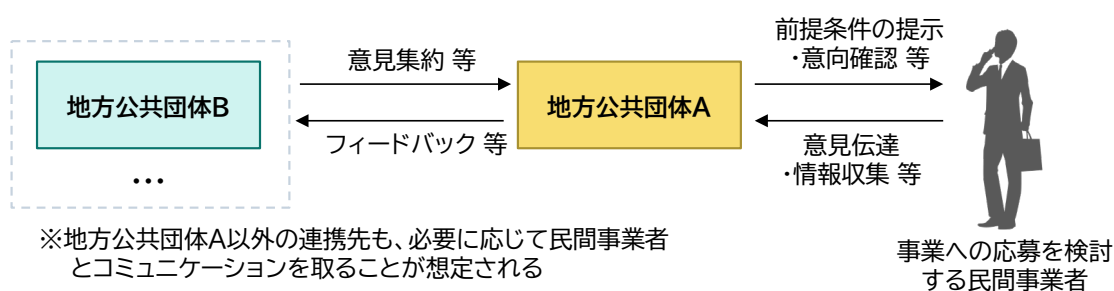 地方公共団体B
…
意見集約 等
フィードバック 等
地方公共団体A
前提条件の提示
・意向確認 等
意見伝達
・情報収集 等
事業への応募を検討
する民間事業者
※地方公共団体A以外の連携先も、必要に応じて民間事業者
とコミュニケーションを取ることが想定される